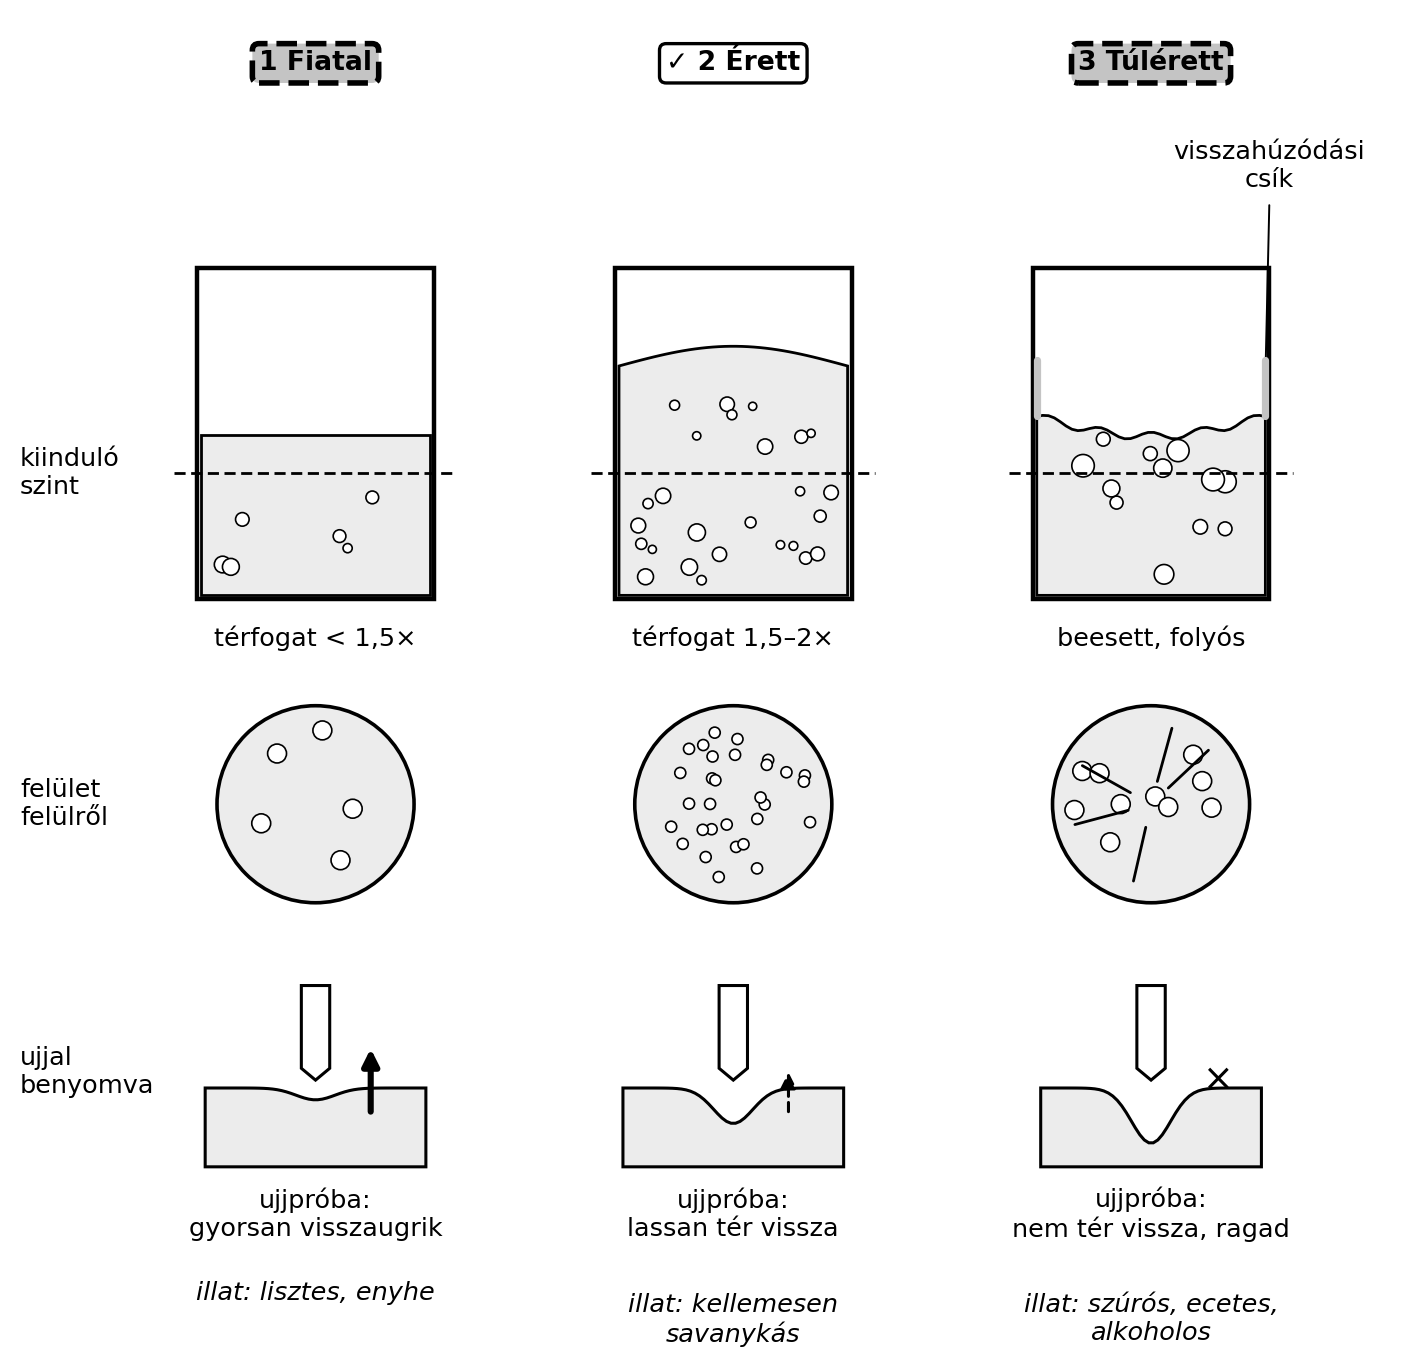 1 Fiatal
✓ 2 Érett
3 Túlérett
visszahúzódási
csík
kiinduló
szint
térfogat < 1,5×
térfogat 1,5–2×
beesett, folyós
felület
felülről
ujjal
benyomva
ujjpróba:
gyorsan visszaugrik
ujjpróba:
lassan tér vissza
ujjpróba:
nem tér vissza, ragad
illat: lisztes, enyhe
illat: kellemesen
savanykás
illat: szúrós, ecetes,
alkoholos